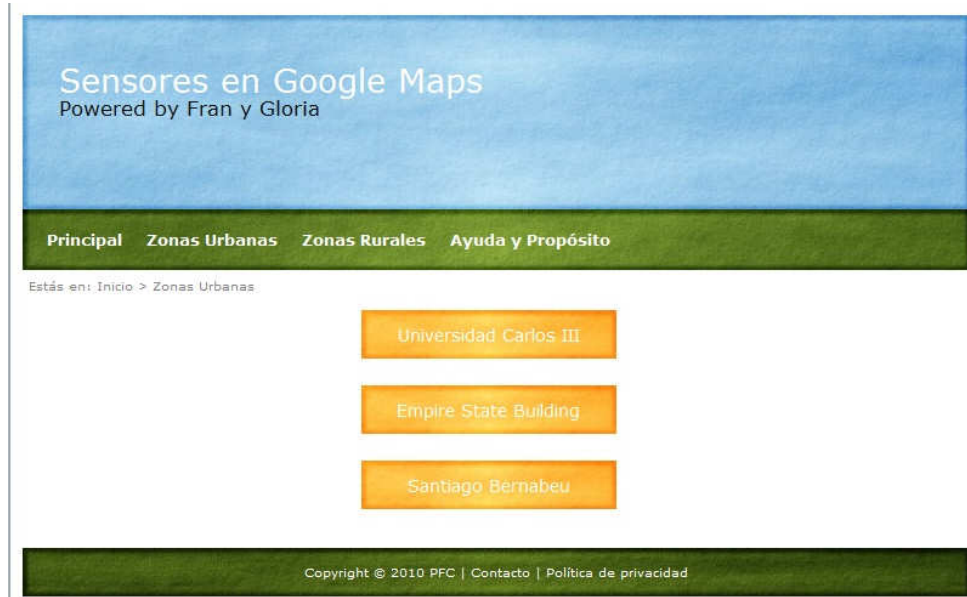 Sensores en Google Maps
Powered by Fran y Gloria
Principal Zonas Urbanas Zonas Rurales Ayuda y Propósito
Estás en: Inicio > Zonas Urbanas
Universidad Carlos III
Empire State Building
Santiago Bernabeu
Copyright © 2010 PFC | Contacto | Política de privacidad